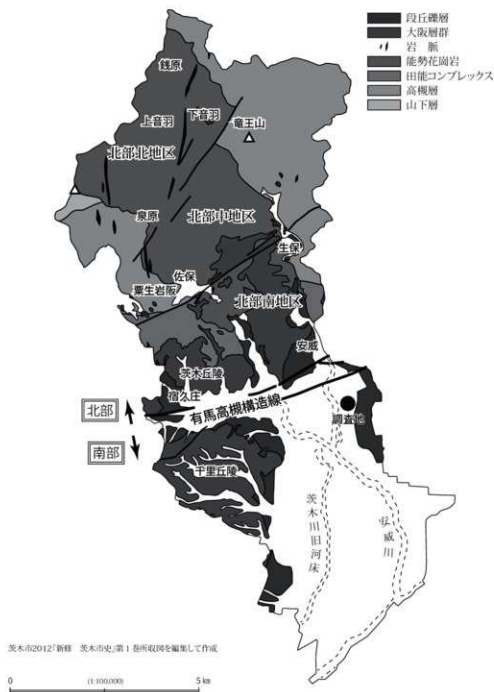 段丘礫層
大阪層群
岩 脈
能勢花崗岩
田能コンプレックス
高槻層
山下層
銭原
上音羽
下音羽
竜王山
北部北地区
泉原
北部中地区
生保
佐保
粟生岩阪
北部南地区
安威
茨木丘陵
宿久庄
有馬高槻構造線
北部
調査地
南部
千里丘陵
茨木川旧河床
安威川
茨木市2012『新修 茨木市史』第1巻所収図を編集して作成
0 (1:100,000) 5 km